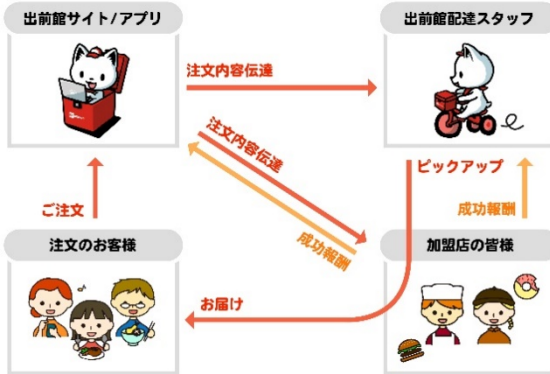 出前館サイト/アプリ
出前館配達スタッフ
注文内容伝達
注文内容伝達
成功報酬
ピックアップ
成功報酬
ご注文
注文のお客様
加盟店の皆様
お届け